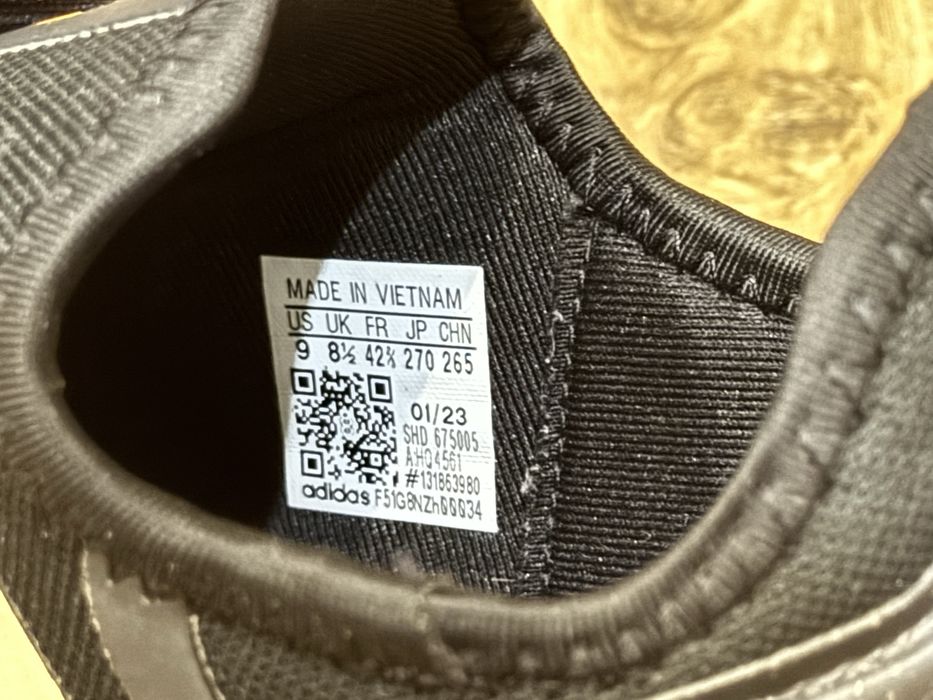 MADE IN VIETNAM
US UK FR JP CHN
9 8½ 42⅔ 270 265
01/23
SHD 675005
A:HQ4561
#131863980
adidas F51G8NZh00034